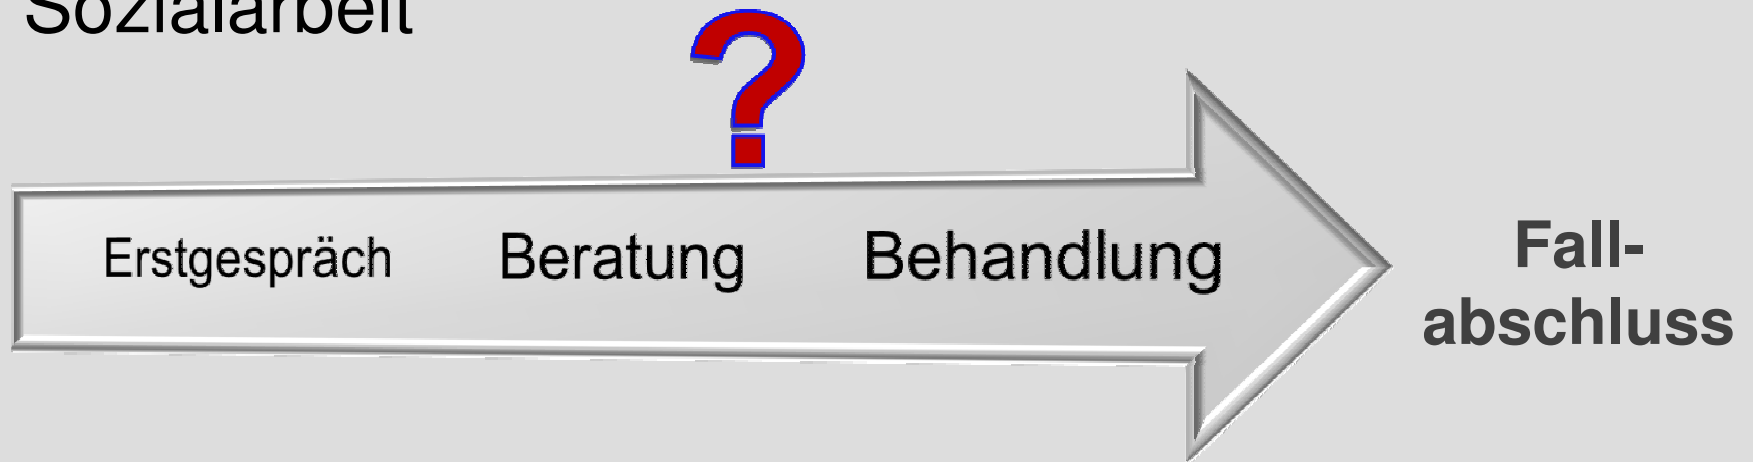 Sozialarbeit
?
Erstgespräch Beratung Behandlung
Fall-
abschluss